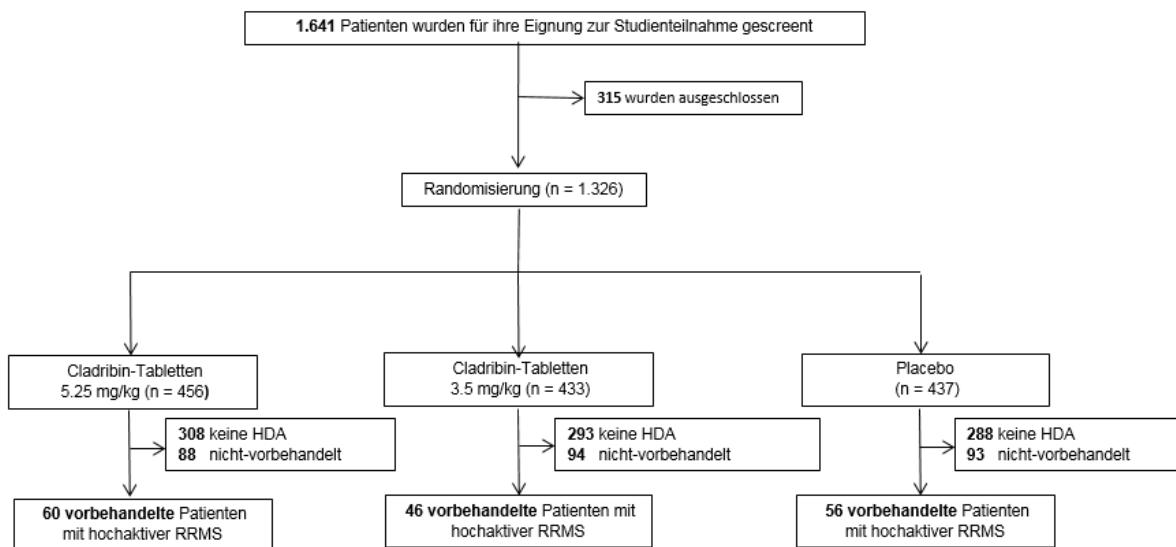 1.641 Patienten wurden für ihre Eignung zur Studienteilnahme gescreent
315 wurden ausgeschlossen
Randomisierung (n = 1.326)
Cladribin-Tabletten
5.25 mg/kg (n = 456)
308 keine HDA
88 nicht-vorbehandelt
60 vorbehandelte Patienten
mit hochaktiver RRMS
Cladribin-Tabletten
3.5 mg/kg (n = 433)
293 keine HDA
94 nicht-vorbehandelt
46 vorbehandelte Patienten mit
hochaktiver RRMS
Placebo
(n = 437)
288 keine HDA
93 nicht-vorbehandelt
56 vorbehandelte Patienten
mit hochaktiver RRMS